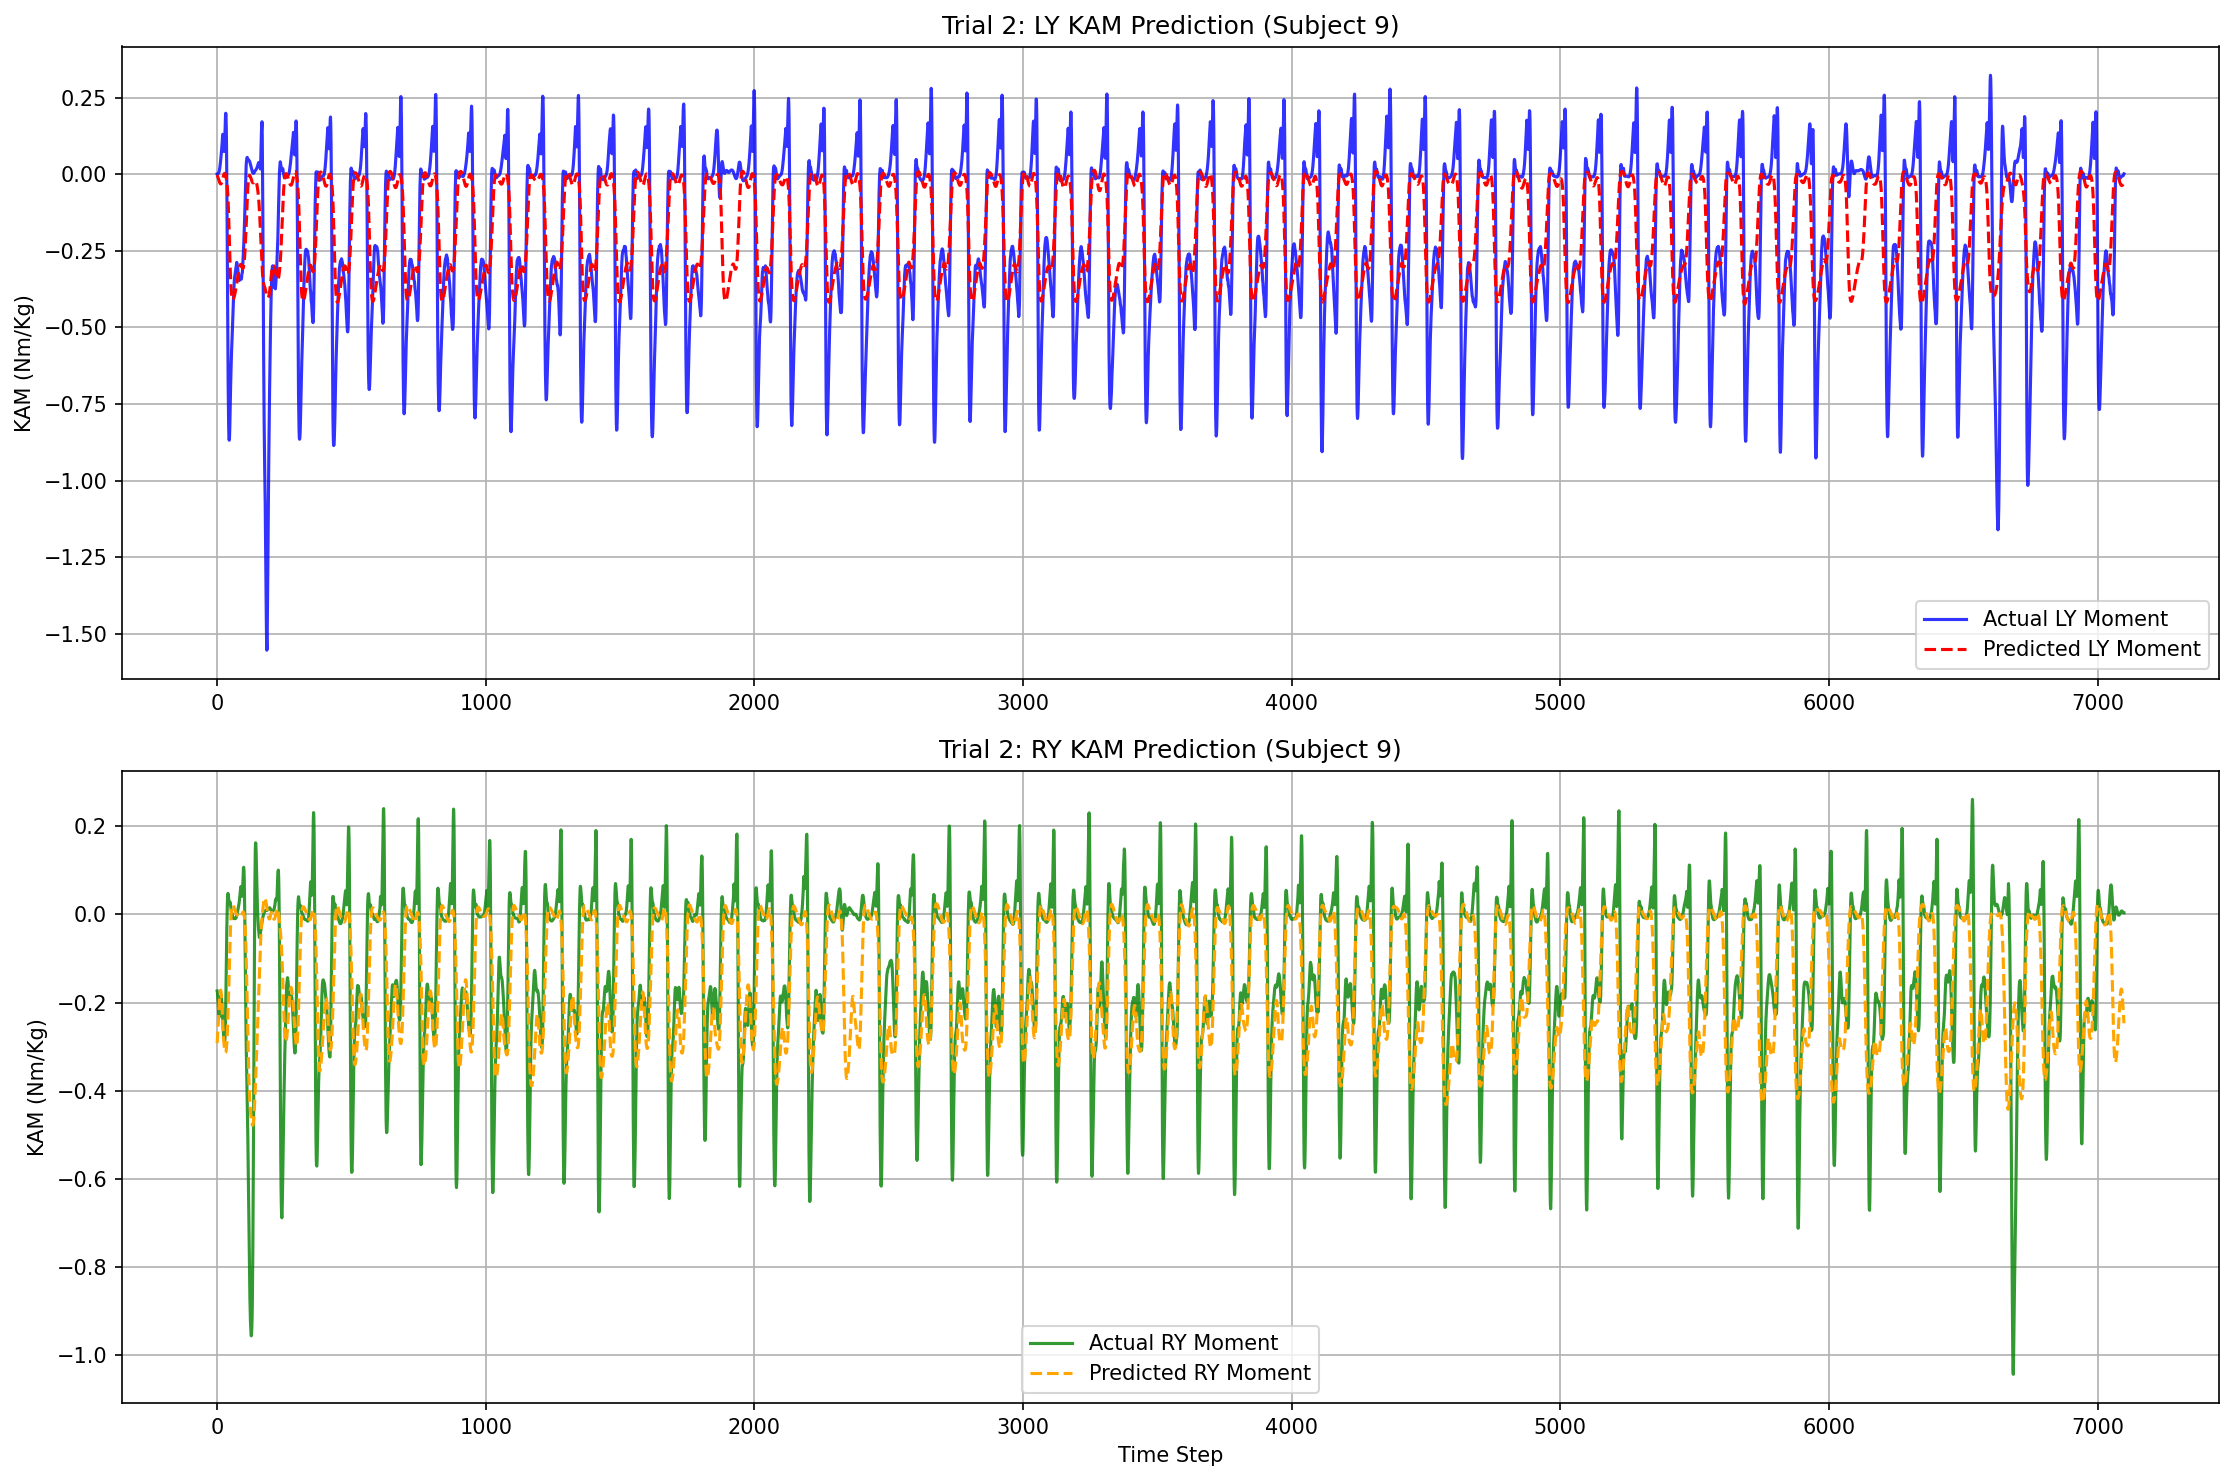 Trial 2: LY KAM Prediction (Subject 9)
KAM (Nm/Kg)
0.25
0.00
−0.25
−0.50
−0.75
−1.00
−1.25
−1.50
Actual LY Moment
Predicted LY Moment
0 1000 2000 3000 4000 5000 6000 7000
Trial 2: RY KAM Prediction (Subject 9)
KAM (Nm/Kg)
0.2
0.0
−0.2
−0.4
−0.6
−0.8
−1.0
Actual RY Moment
Predicted RY Moment
0 1000 2000 3000 4000 5000 6000 7000
Time Step